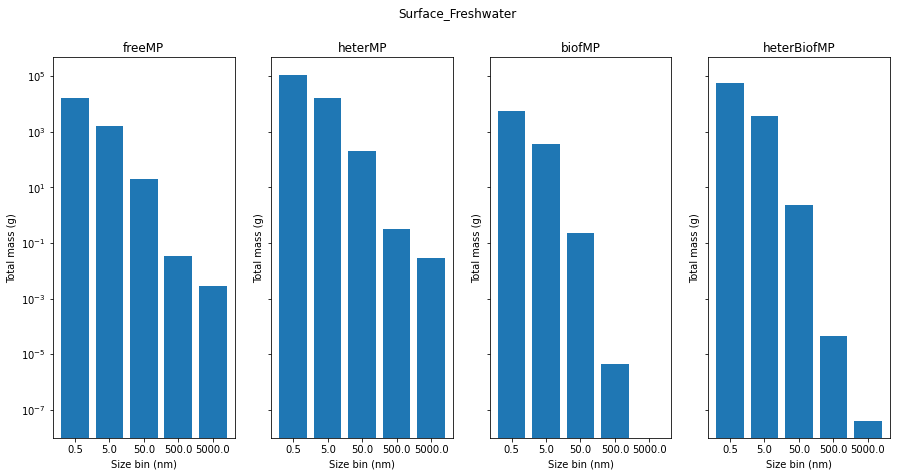 Surface_Freshwater
freeMP
heterMP
biofMP
heterBiofMP
Total mass (g)
10^5
10^3
10^1
10^-1
10^-3
10^-5
10^-7
0.5 5.0 50.0 500.0 5000.0
Size bin (nm)
Total mass (g)
0.5 5.0 50.0 500.0 5000.0
Size bin (nm)
Total mass (g)
0.5 5.0 50.0 500.0 5000.0
Size bin (nm)
Total mass (g)
0.5 5.0 50.0 500.0 5000.0
Size bin (nm)